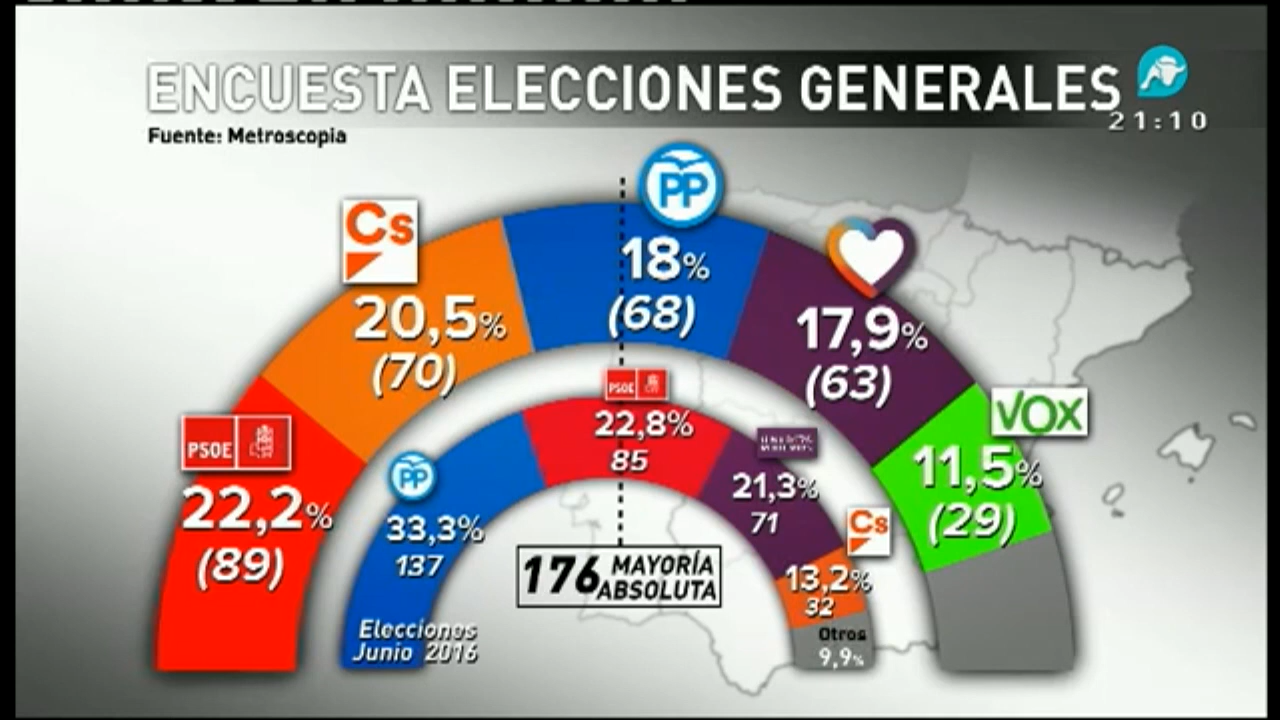 ENCUESTA ELECCIONES GENERALES
21:10
Fuente: Metroscopia
PP
Cs
18%
(68)
20,5%
(70)
17,9%
(63)
PSOE
22,8%
85
VOX
11,5%
(29)
PSOE
22,2%
(89)
PP
33,3%
137
21,3%
71
Cs
13,2%
32
176 MAYORÍA
ABSOLUTA
Elecciones
Junio 2016
Otros
9,9%